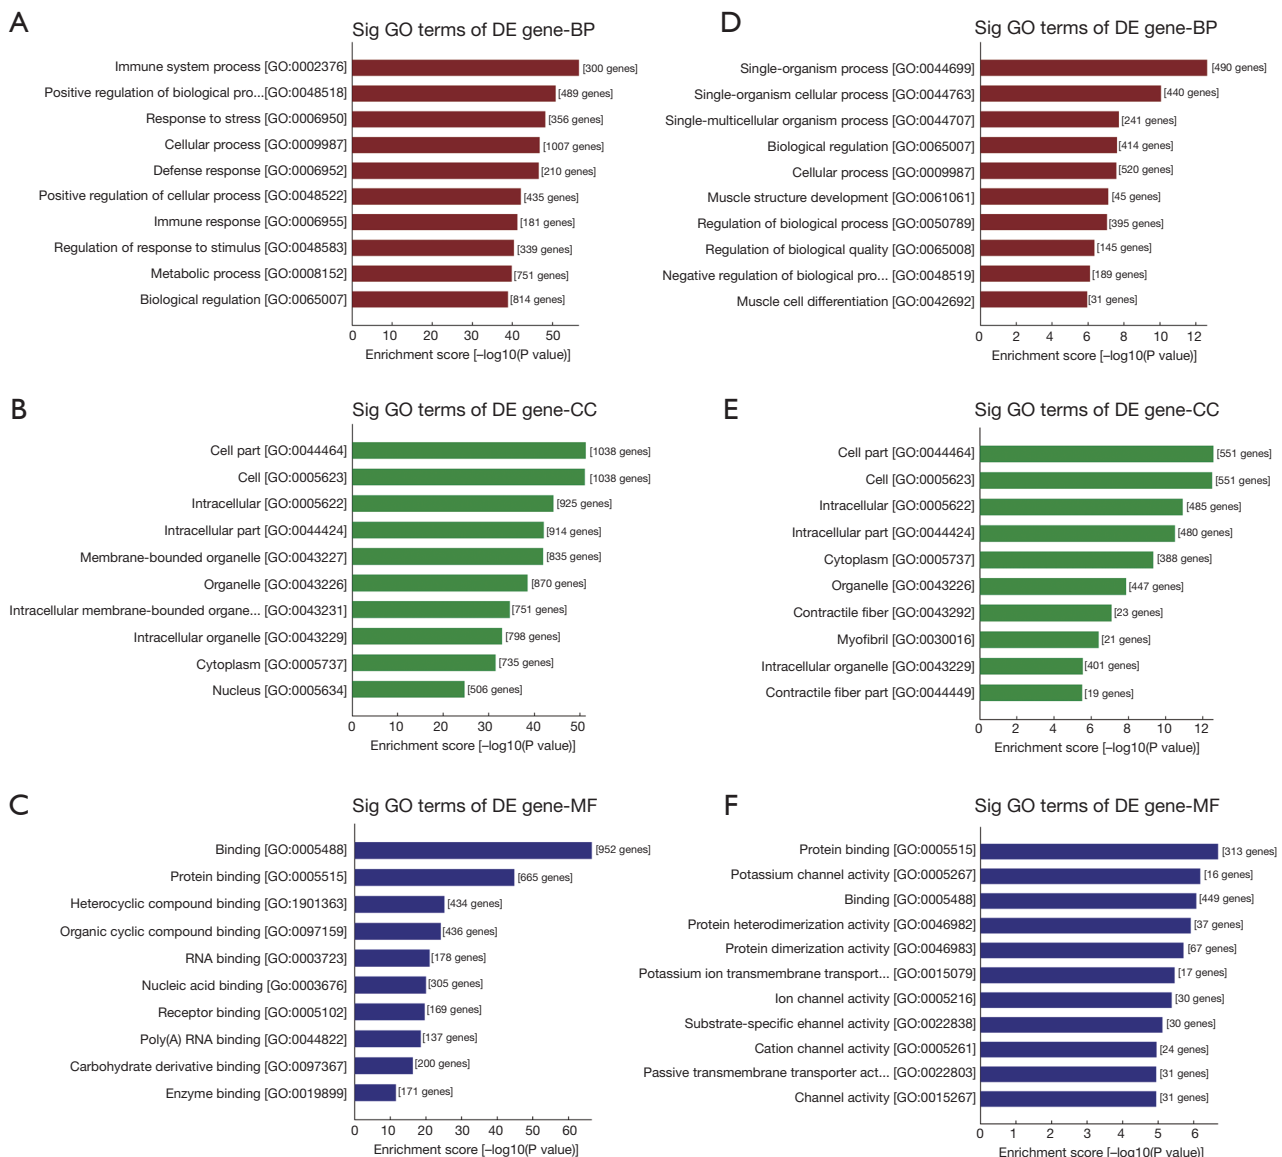 A
Sig GO terms of DE gene-BP
Immune system process [GO:0002376]
[300 genes]
Positive regulation of biological pro...[GO:0048518]
[489 genes]
Response to stress [GO:0006950]
[356 genes]
Cellular process [GO:0009987]
[1007 genes]
Defense response [GO:0006952]
[210 genes]
Positive regulation of cellular process [GO:0048522]
[435 genes]
Immune response [GO:0006955]
[181 genes]
Regulation of response to stimulus [GO:0048583]
[339 genes]
Metabolic process [GO:0008152]
[751 genes]
Biological regulation [GO:0065007]
[814 genes]
0 10 20 30 40 50
Enrichment score [–log10(P value)]
B
Sig GO terms of DE gene-CC
Cell part [GO:0044464]
[1038 genes]
Cell [GO:0005623]
[1038 genes]
Intracellular [GO:0005622]
[925 genes]
Intracellular part [GO:0044424]
[914 genes]
Membrane-bounded organelle [GO:0043227]
[835 genes]
Organelle [GO:0043226]
[870 genes]
Intracellular membrane-bounded organe... [GO:0043231]
[751 genes]
Intracellular organelle [GO:0043229]
[798 genes]
Cytoplasm [GO:0005737]
[735 genes]
Nucleus [GO:0005634]
[506 genes]
0 10 20 30 40 50
Enrichment score [–log10(P value)]
C
Sig GO terms of DE gene-MF
Binding [GO:0005488]
[952 genes]
Protein binding [GO:0005515]
[665 genes]
Heterocyclic compound binding [GO:1901363]
[434 genes]
Organic cyclic compound binding [GO:0097159]
[436 genes]
RNA binding [GO:0003723]
[178 genes]
Nucleic acid binding [Go:0003676]
[305 genes]
Receptor binding [GO:0005102]
[169 genes]
Poly(A) RNA binding [GO:0044822]
[137 genes]
Carbohydrate derivative binding [GO:0097367]
[200 genes]
Enzyme binding [GO:0019899]
[171 genes]
0 10 20 30 40 50 60
Enrichment score [–log10(P value)]
D
Sig GO terms of DE gene-BP
Single-organism process [GO:0044699]
[490 genes]
Single-organism cellular process [GO:0044763]
[440 genes]
Single-multicellular organism process [GO:0044707]
[241 genes]
Biological regulation [GO:0065007]
[414 genes]
Cellular process [GO:0009987]
[520 genes]
Muscle structure development [GO:0061061]
[45 genes]
Regulation of biological process [GO:0050789]
[395 genes]
Regulation of biological quality [GO:0065008]
[145 genes]
Negative regulation of biological pro... [GO:0048519]
[189 genes]
Muscle cell differentiation [GO:0042692]
[31 genes]
0 2 4 6 8 10 12
Enrichment score [–log10(P value)]
E
Sig GO terms of DE gene-CC
Cell part [GO:0044464]
[551 genes]
Cell [GO:0005623]
[551 genes]
Intracellular [GO:0005622]
[485 genes]
Intracellular part [GO:0044424]
[480 genes]
Cytoplasm [GO:0005737]
[388 genes]
Organelle [GO:0043226]
[447 genes]
Contractile fiber [GO:0043292]
[23 genes]
Myofibril [GO:0030016]
[21 genes]
Intracellular organelle [GO:0043229]
[401 genes]
Contractile fiber part [GO:0044449]
[19 genes]
0 2 4 6 8 10 12
Enrichment score [–log10(P value)]
F
Sig GO terms of DE gene-MF
Protein binding [GO:0005515]
[313 genes]
Potassium channel activity [GO:0005267]
[16 genes]
Binding [GO:0005488]
[449 genes]
Protein heterodimerization activity [GO:0046982]
[37 genes]
Protein dimerization activity [GO:0046983]
[67 genes]
Potassium ion transmembrane transport... [GO:0015079]
[17 genes]
Ion channel activity [GO:0005216]
[30 genes]
Substrate-specific ehannel activity [GO:0022838]
[30 genes]
Cation channel activity [GO:0005261]
[24 genes]
Passive transmembrane transporter act... [GO:0022803]
[31 genes]
Channel activity [GO:0015267]
[31 genes]
0 1 2 3 4 5 6
Enrichment score [–log10(P value)]